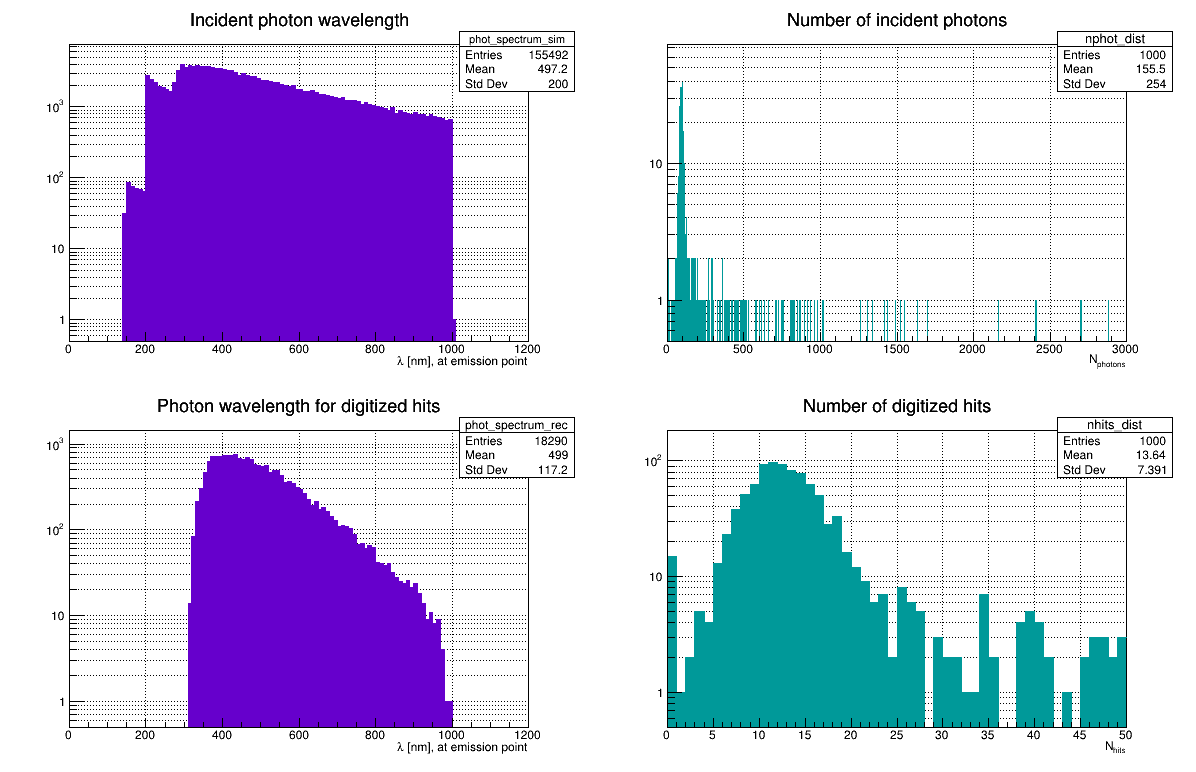 Incident photon wavelength
phot_spectrum_sim
Entries 155492
Mean 497.2
Std Dev 200
10³
10²
10
1
0 200 400 600 800 1000 1200
λ [nm], at emission point
Number of incident photons
nphot_dist
Entries 1000
Mean 155.5
Std Dev 254
10
1
0 500 1000 1500 2000 2500 3000
Nphotons
Photon wavelength for digitized hits
phot_spectrum_rec
Entries 18290
Mean 499
Std Dev 117.2
10³
10²
10
1
0 200 400 600 800 1000 1200
λ [nm], at emission point
Number of digitized hits
nhits_dist
Entries 1000
Mean 13.64
Std Dev 7.391
10²
10
1
0 5 10 15 20 25 30 35 40 45 50
Nhits